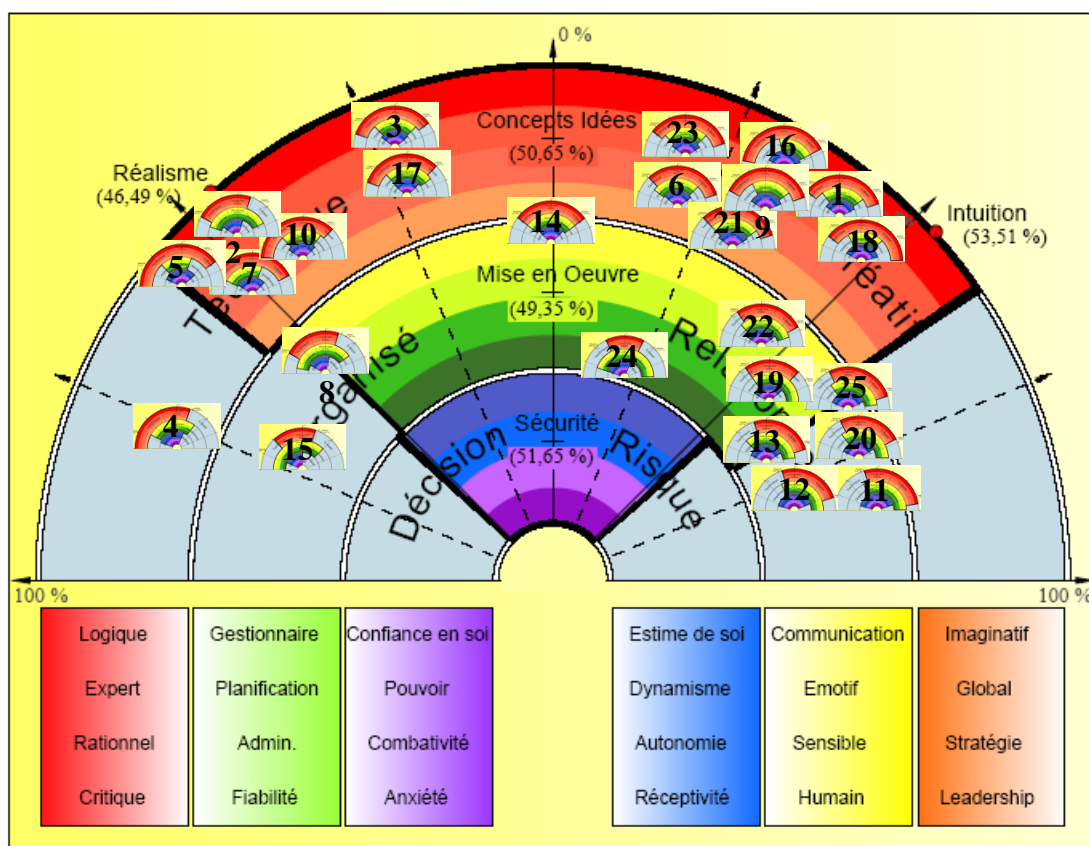 0 %
3
Concepts Idées
23
16
(50,65 %)
Réalisme
(46,49 %)
17
6
1
Intuition
(53,51 %)
14
21
9
18
2
10
5
7
Mise en Oeuvre
(49,35 %)
22
24
8
19
25
4
15
Sécurité
(51,65 %)
13
20
12
11
Décision
Risque
100 %
100 %
Logique
Gestionnaire
Confiance en soi
Estime de soi
Communication
Imaginatif
Expert
Planification
Pouvoir
Dynamisme
Emotif
Global
Rationnel
Admin.
Combativité
Autonomie
Sensible
Stratégie
Critique
Fiabilité
Anxiété
Réceptivité
Humain
Leadership